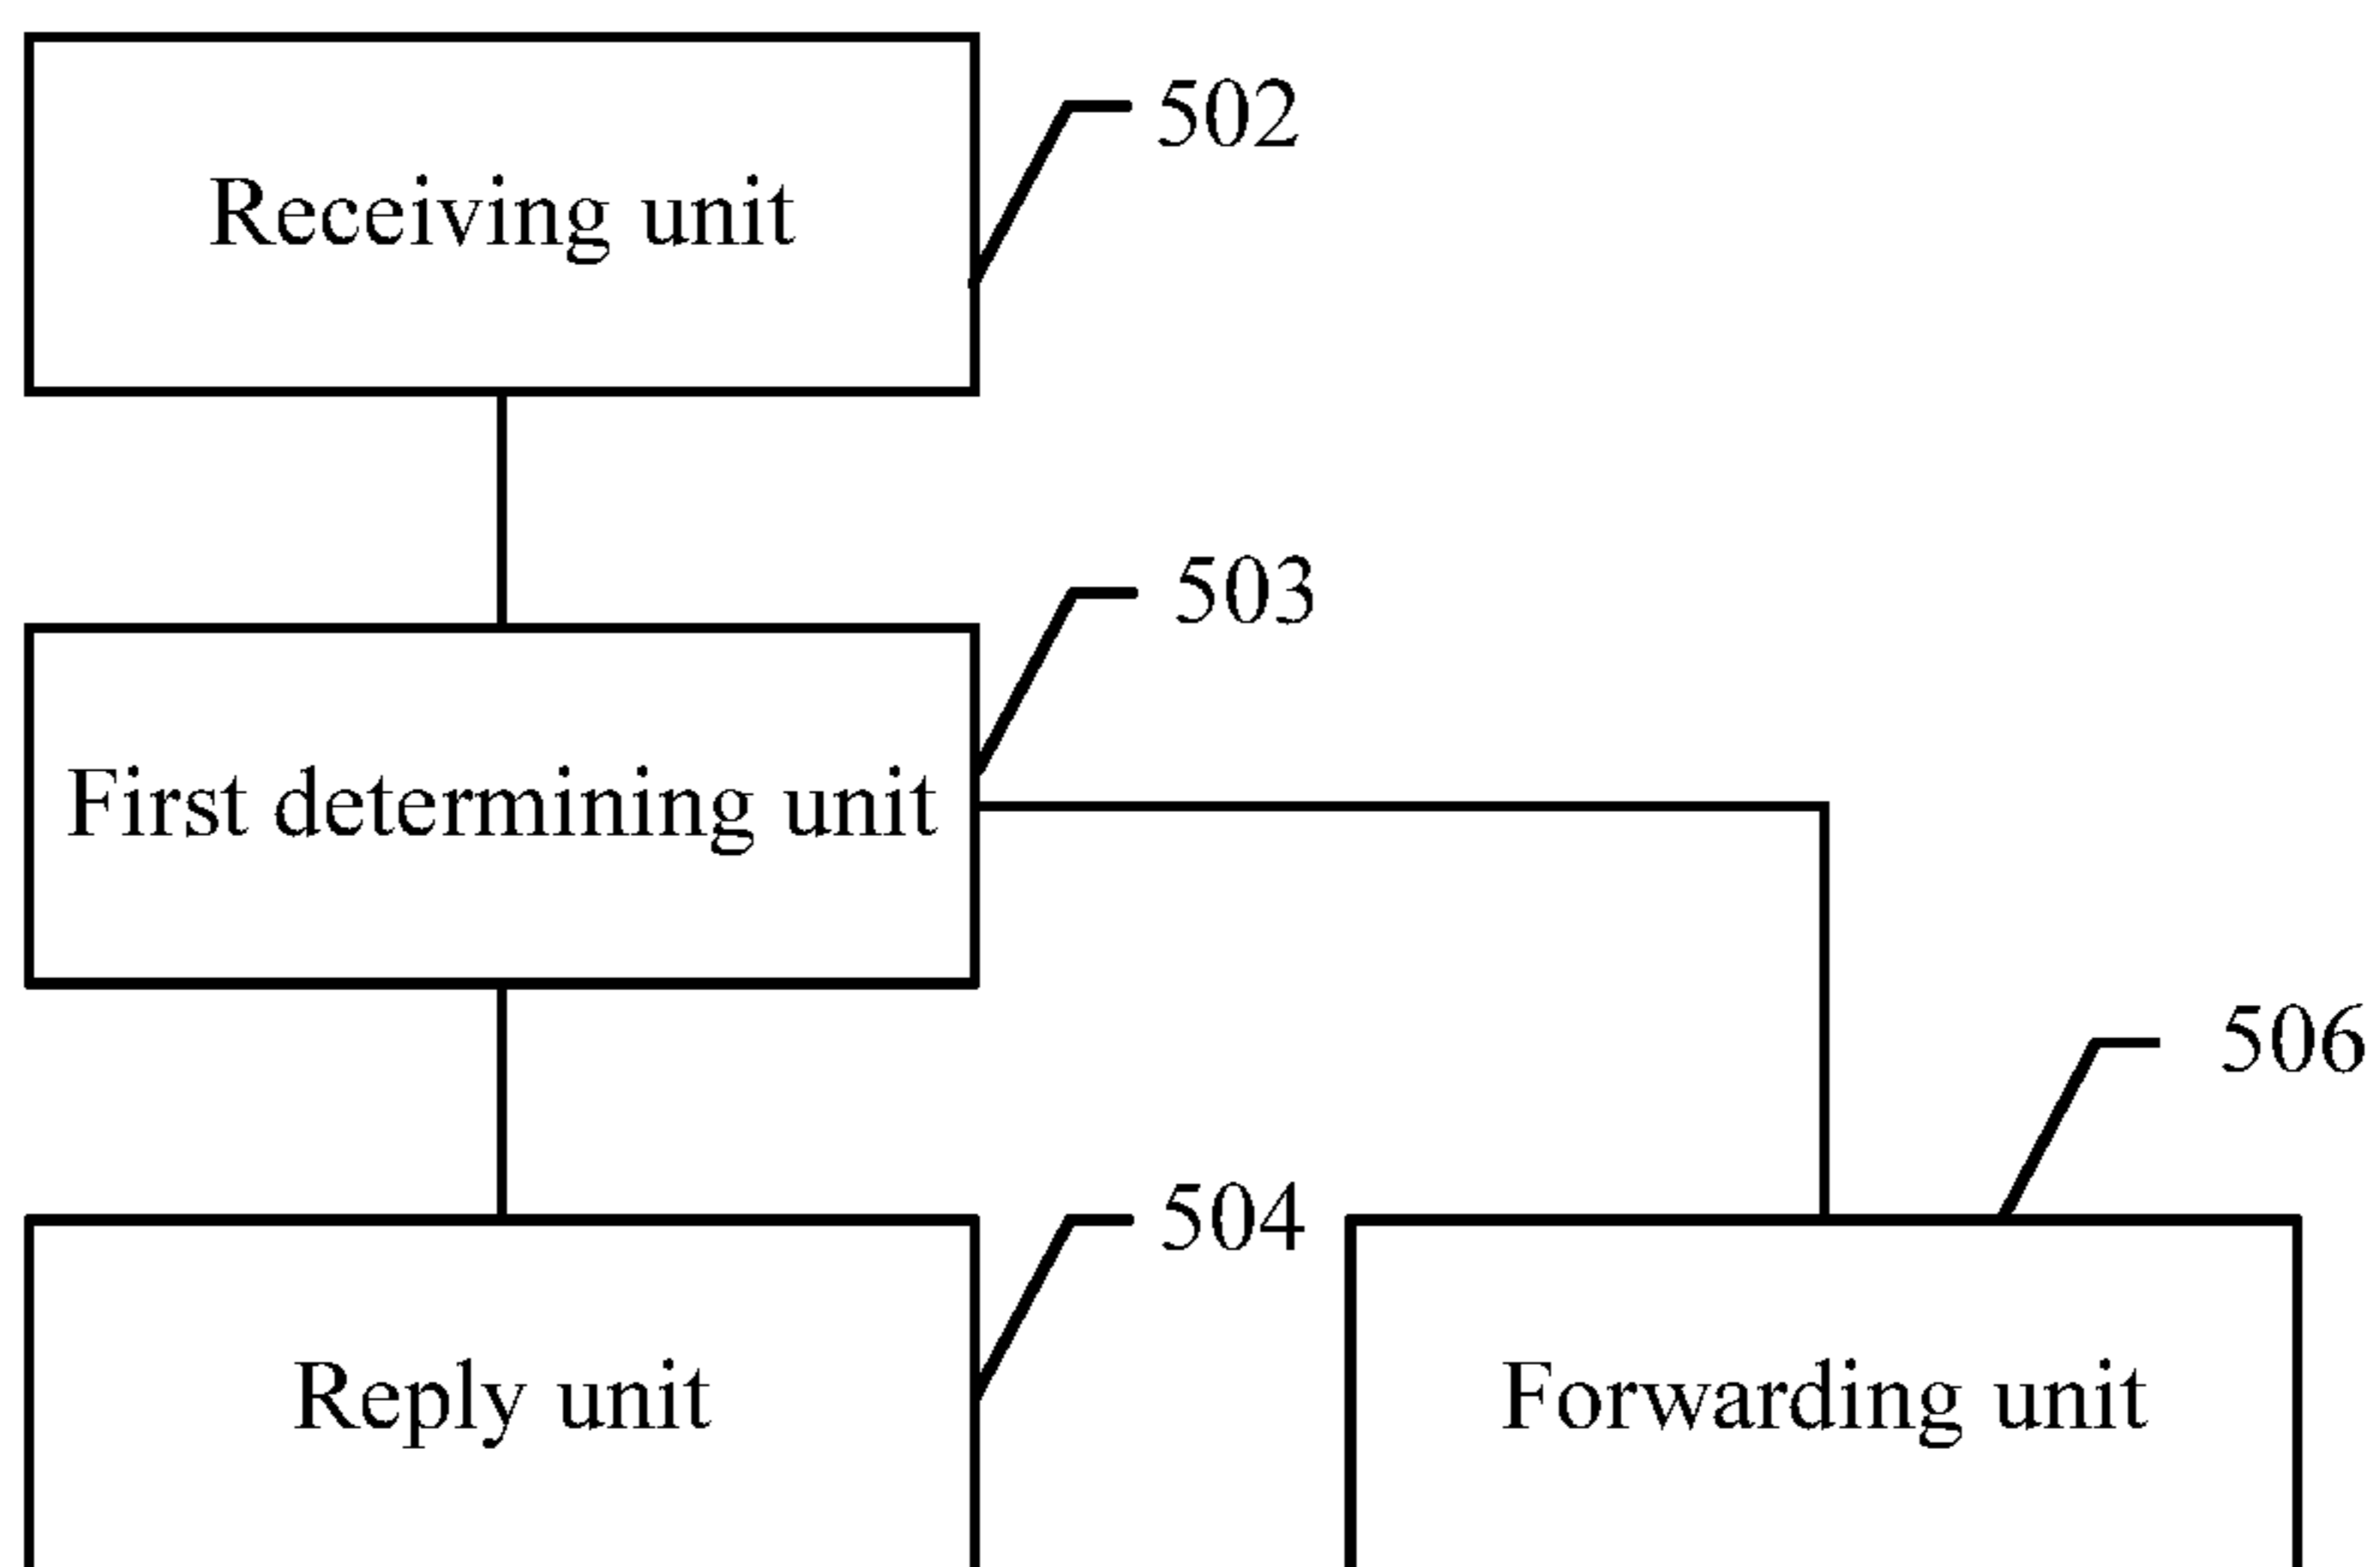 502
Receiving unit
503
First determining unit
506
504
Reply unit
Forwarding unit